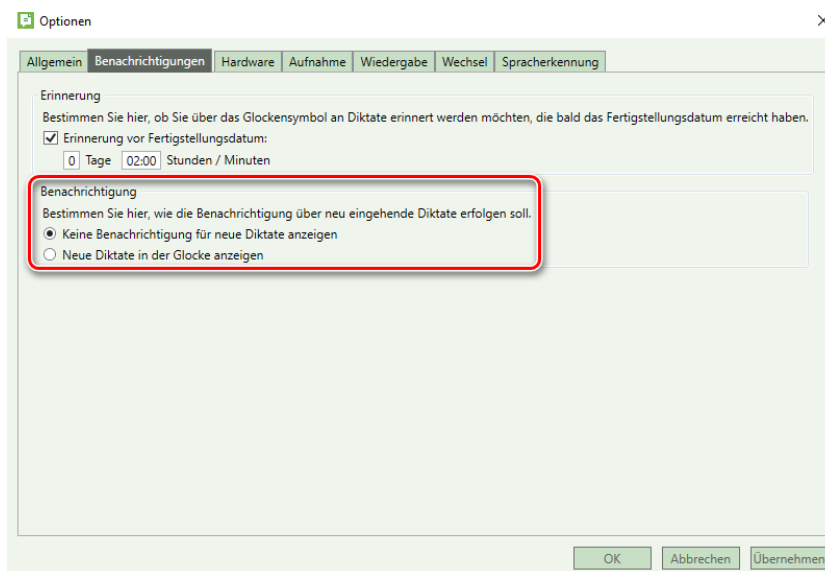 Optionen
Allgemein Benachrichtigungen Hardware Aufnahme Wiedergabe Wechsel Spracherkennung
Erinnerung
Bestimmen Sie hier, ob Sie über das Glockensymbol an Diktate erinnert werden möchten, die bald das Fertigstellungsdatum erreicht haben.
Erinnerung vor Fertigstellungsdatum:
0 Tage 02:00 Stunden / Minuten
Benachrichtigung
Bestimmen Sie hier, wie die Benachrichtigung über neu eingehende Diktate erfolgen soll.
Keine Benachrichtigung für neue Diktate anzeigen
Neue Diktate in der Glocke anzeigen
OK Abbrechen Übernehmen